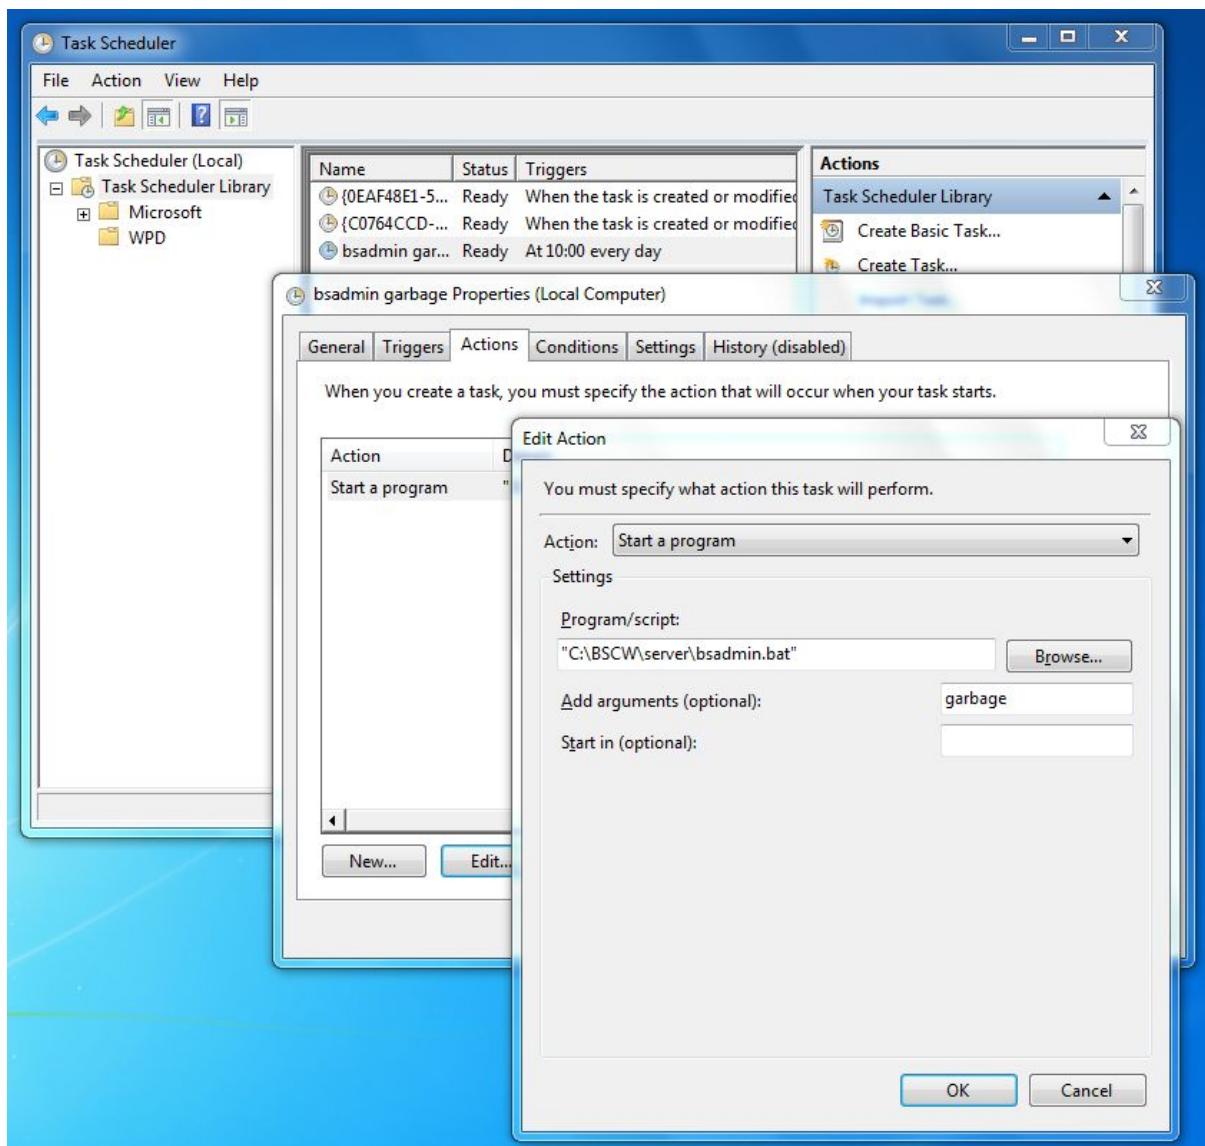 Task Scheduler
File Action View Help
Task Scheduler (Local)
Task Scheduler Library
Microsoft
WPD
Name Status Triggers
{0EAF48E1-5... Ready When the task is created or modified
{C0764CCD-... Ready When the task is created or modified
bsadmin gar... Ready At 10:00 every day
Actions
Task Scheduler Library
Create Basic Task...
Create Task...
bsadmin garbage Properties (Local Computer)
General Triggers Actions Conditions Settings History (disabled)
When you create a task, you must specify the action that will occur when your task starts.
Action
Start a program "
New... Edit...
Edit Action
You must specify what action this task will perform.
Action: Start a program
Settings
Program/script:
"C:\BSCW\server\bsadmin.bat" Browse...
Add arguments (optional): garbage
Start in (optional):
OK Cancel